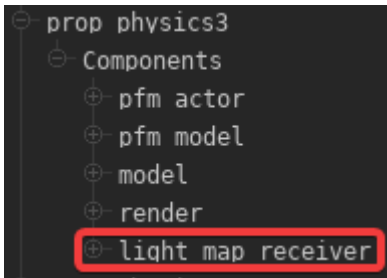 prop physics3
Components
pfm actor
pfm model
model
render
light map receiver